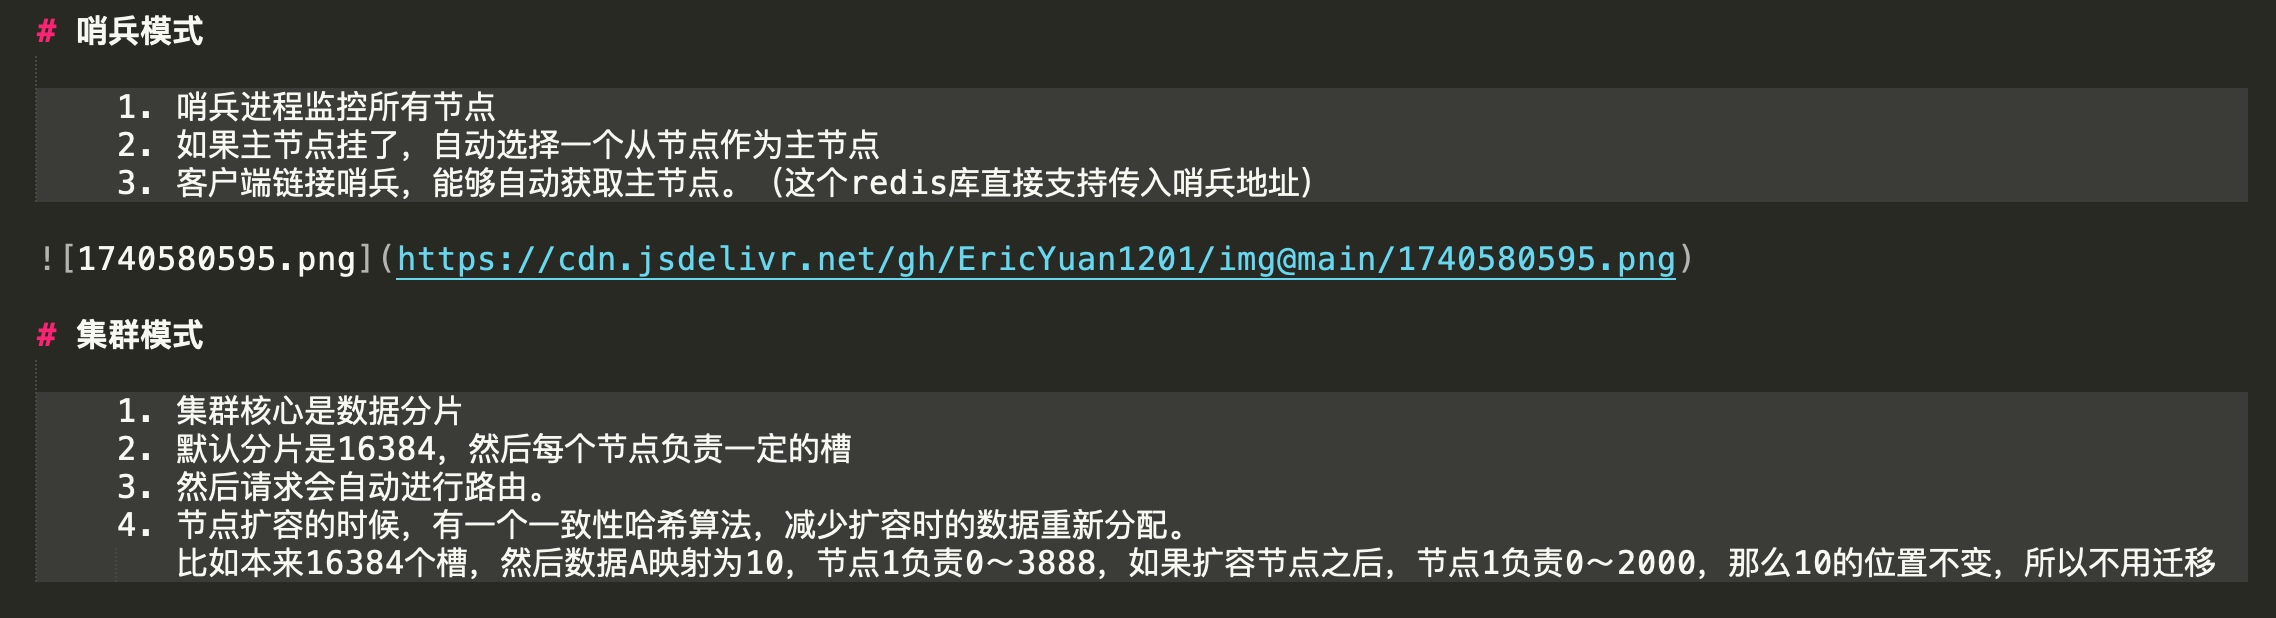 # 哨兵模式
1. 哨兵进程监控所有节点
2. 如果主节点挂了，自动选择一个从节点作为主节点
3. 客户端链接哨兵，能够自动获取主节点。（这个redis库直接支持传入哨兵地址）
![1740580595.png](https://cdn.jsdelivr.net/gh/EricYuan1201/img@main/1740580595.png)
# 集群模式
1. 集群核心是数据分片
2. 默认分片是16384，然后每个节点负责一定的槽
3. 然后请求会自动进行路由。
4. 节点扩容的时候，有一个一致性哈希算法，减少扩容时的数据重新分配。
比如本来16384个槽，然后数据A映射为10，节点1负责0～3888，如果扩容节点之后，节点1负责0～2000，那么10的位置不变，所以不用迁移